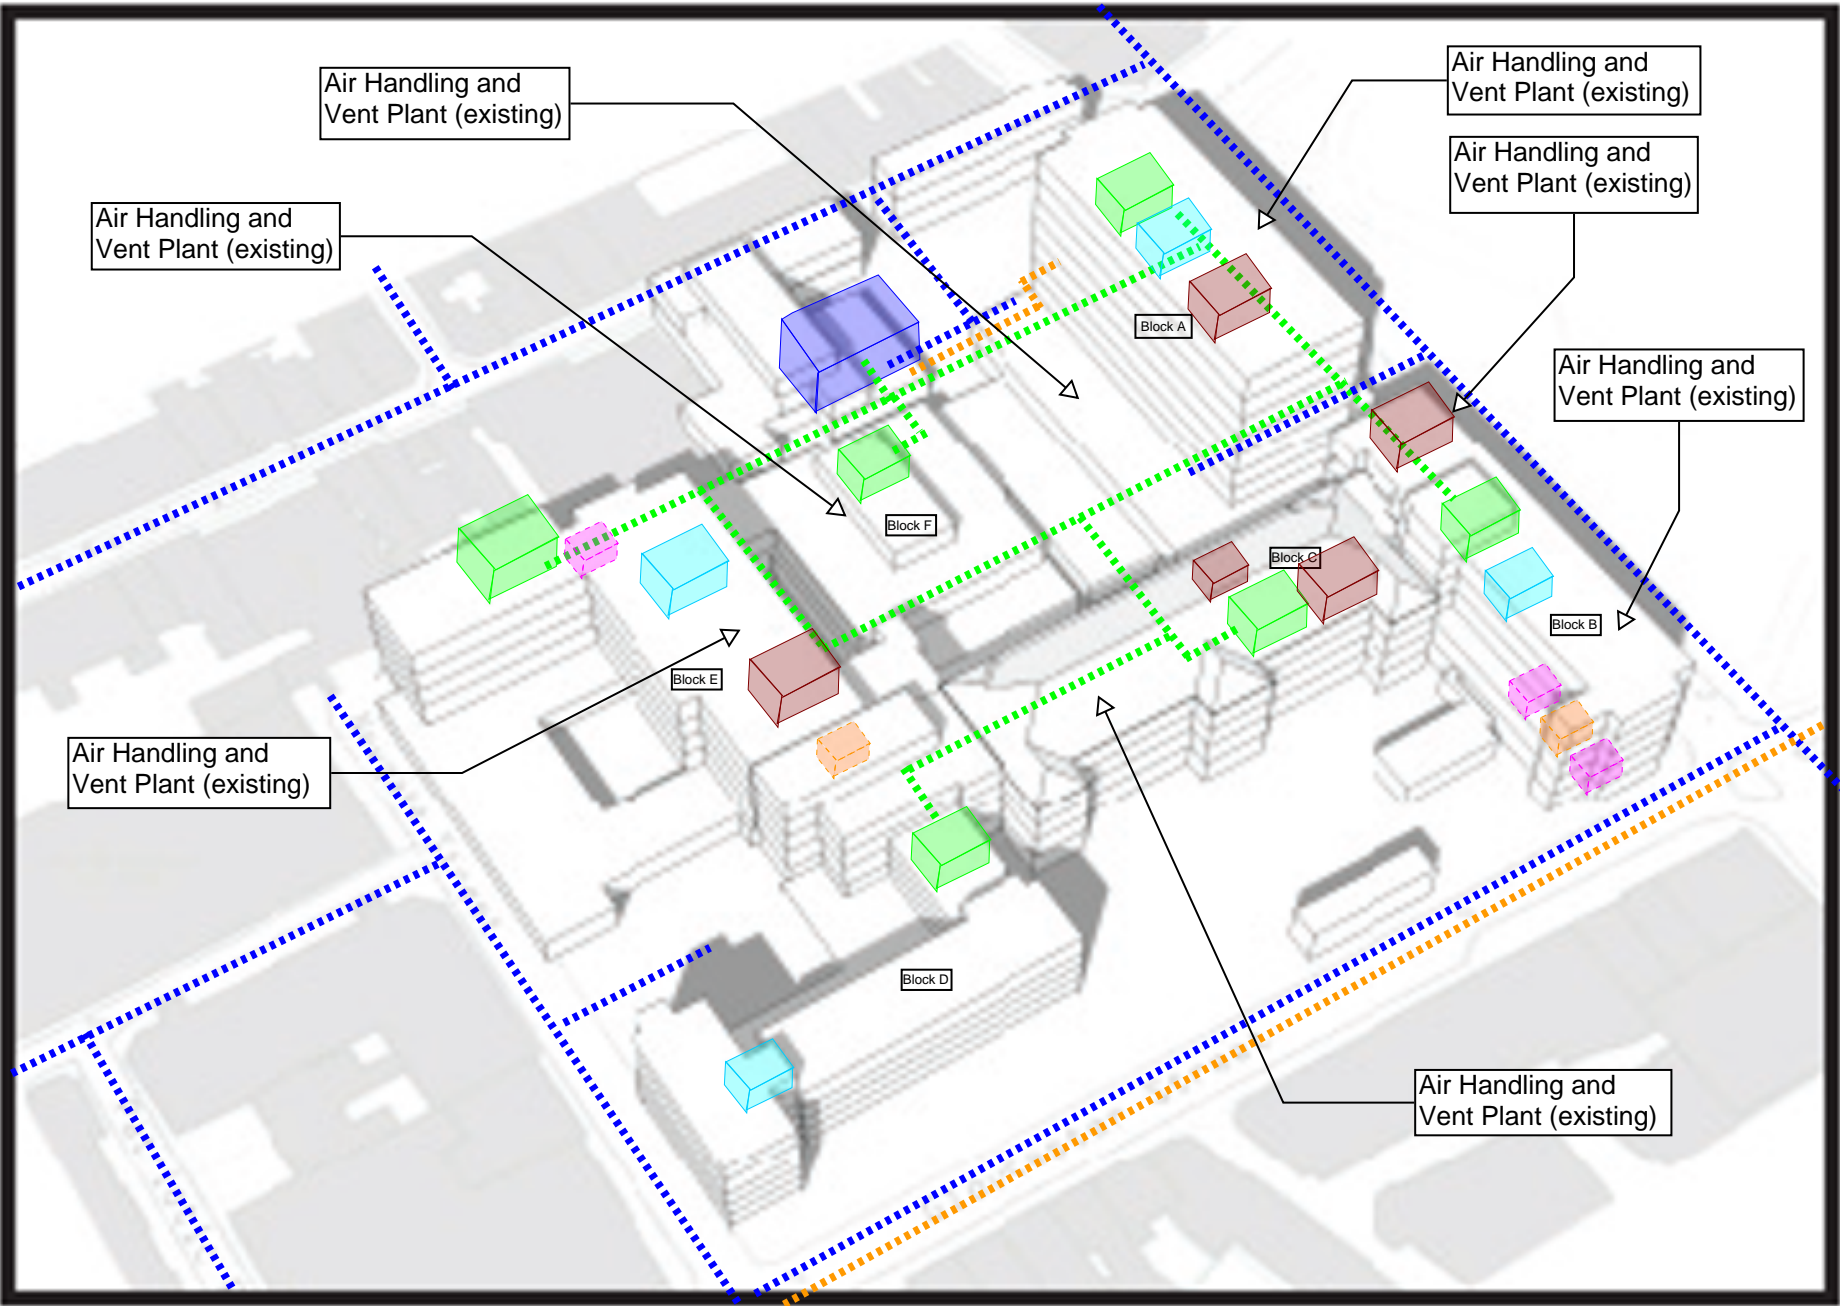 Air Handling and
Vent Plant (existing)
Air Handling and
Vent Plant (existing)
Air Handling and
Vent Plant (existing)
Air Handling and
Vent Plant (existing)
Block A
Air Handling and
Vent Plant (existing)
Block F
Block C
Block B
Block E
Air Handling and
Vent Plant (existing)
Block D
Air Handling and
Vent Plant (existing)